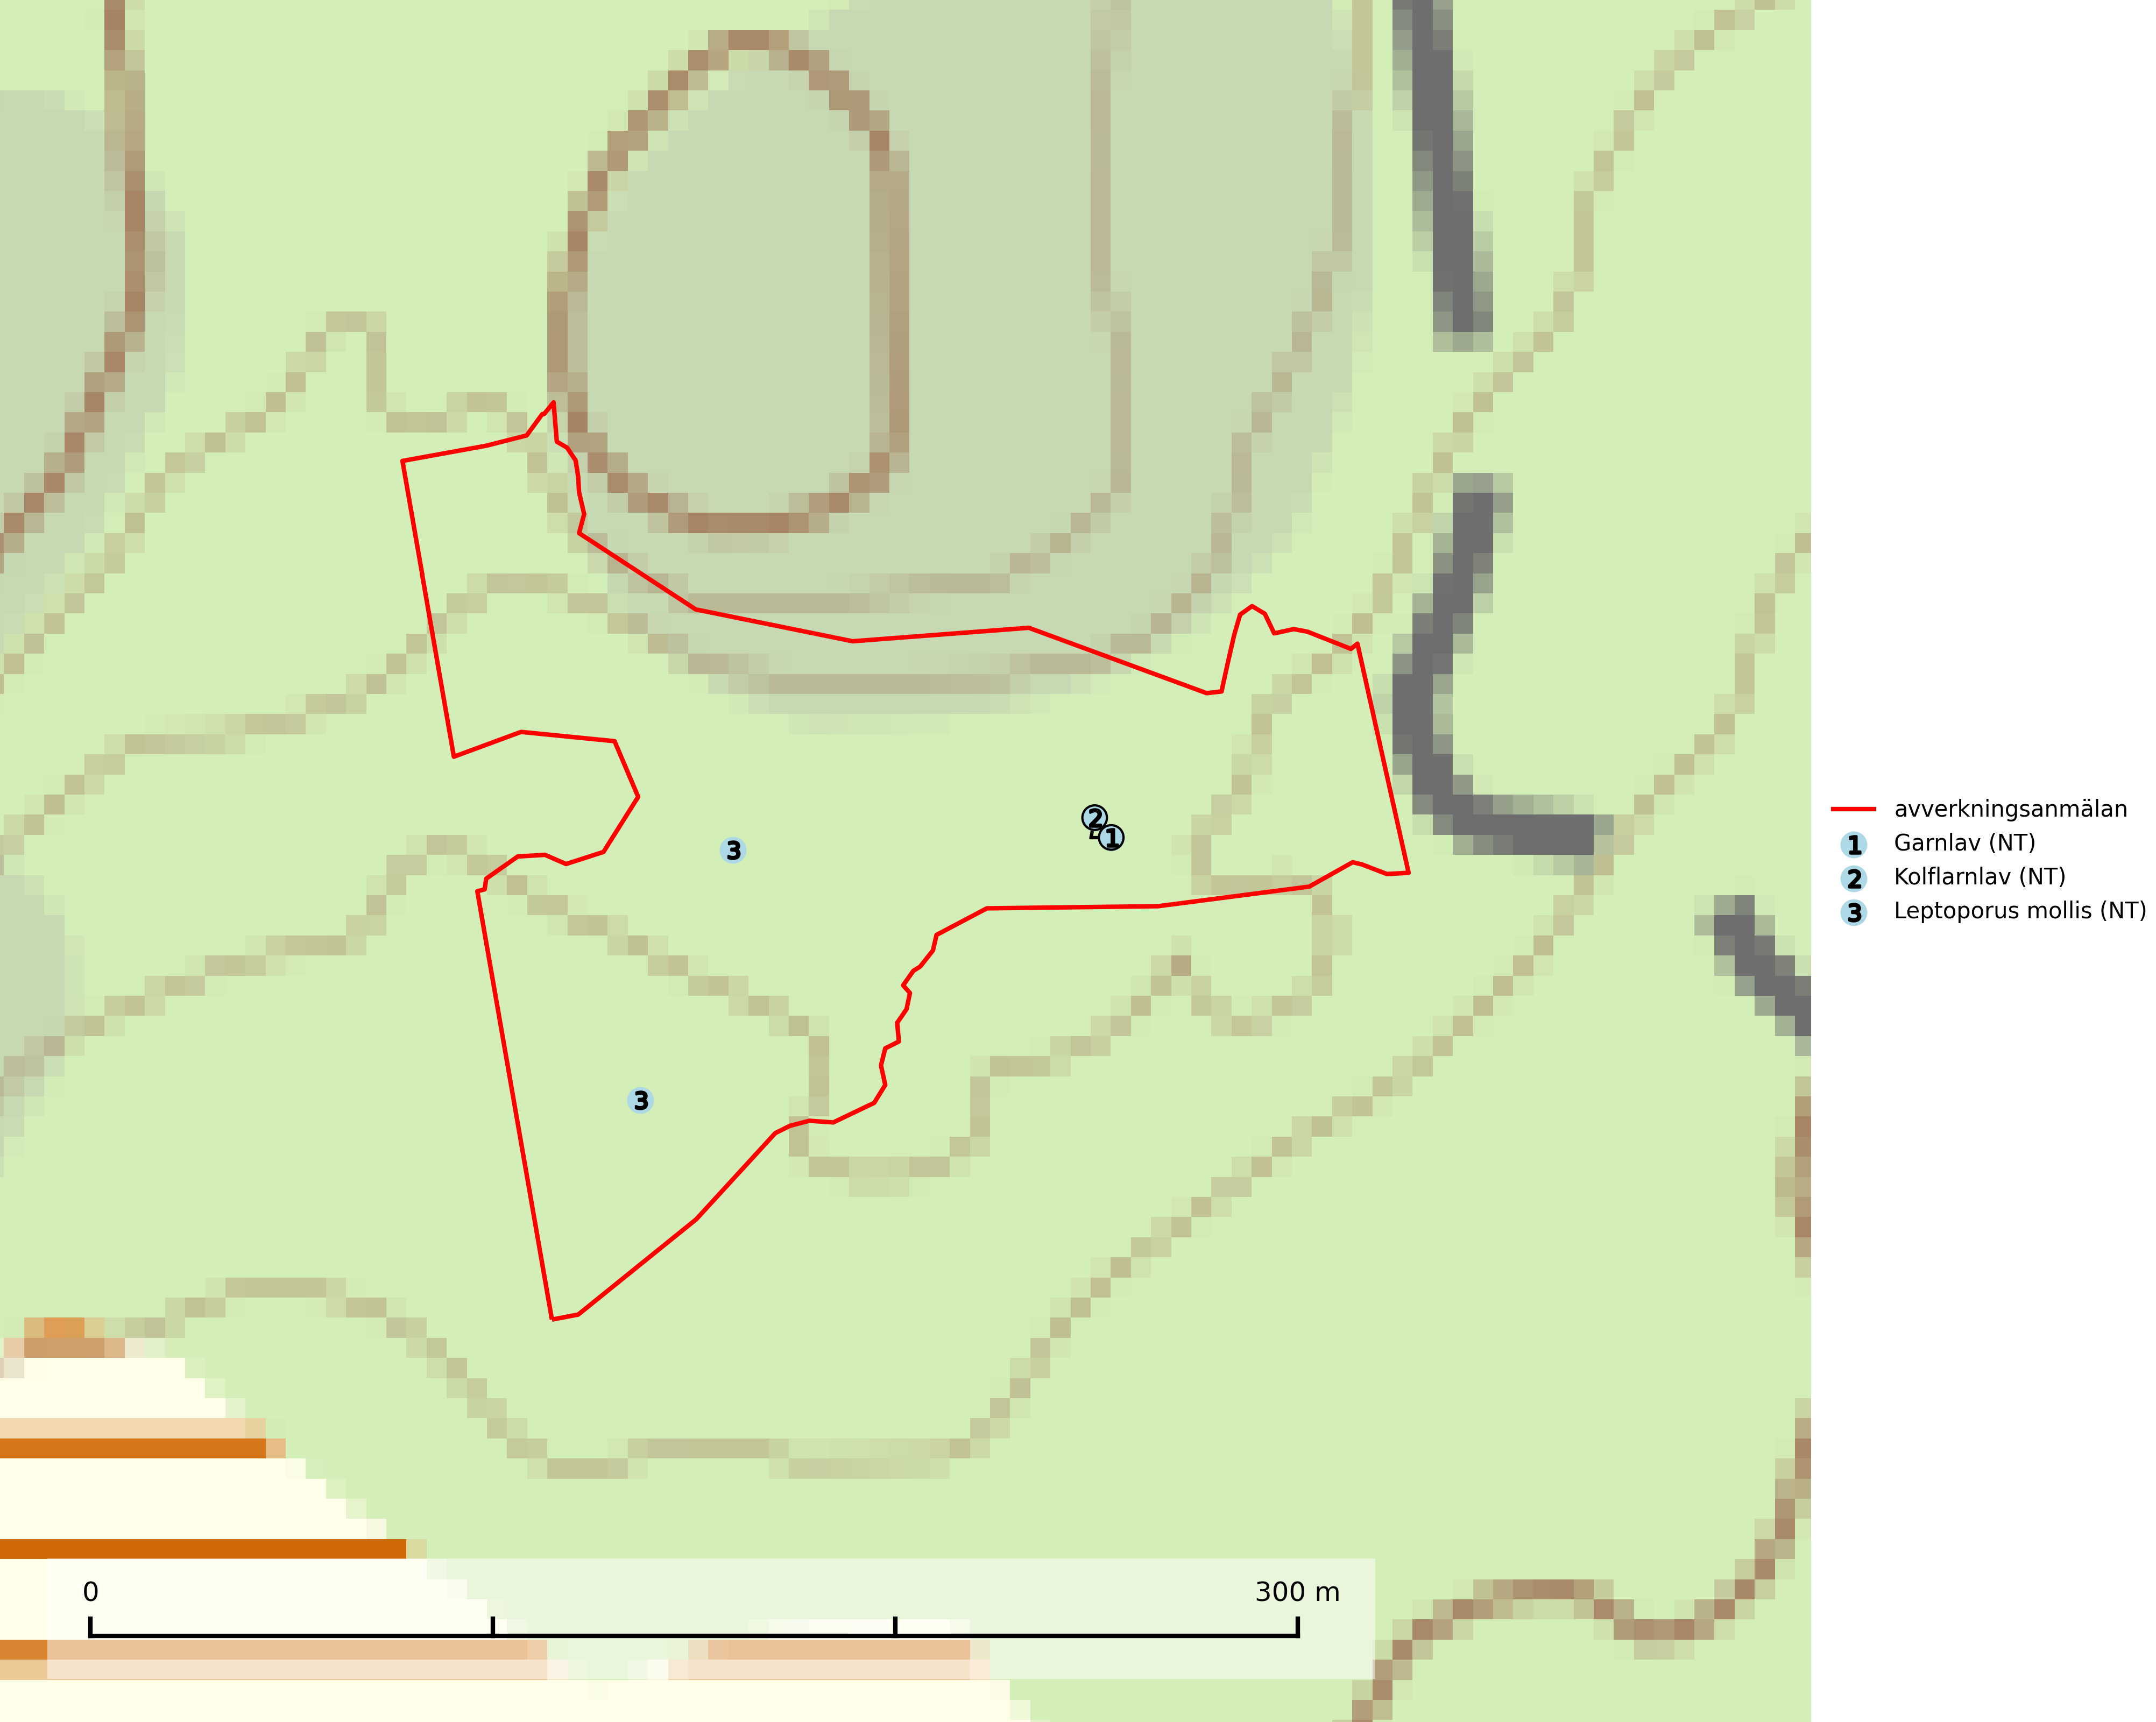 2
1
3
3
avverkningsanmälan
1 Garnlav (NT)
2 Kolflarnlav (NT)
3 Leptoporus mollis (NT)
0 300 m